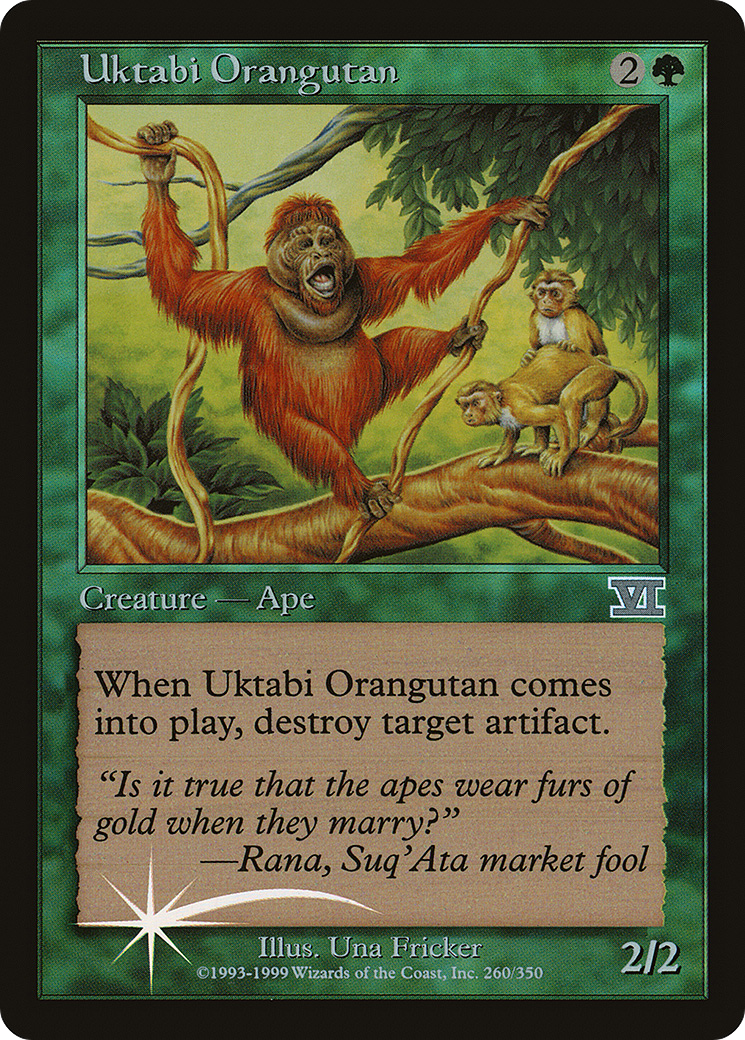 Uktabi Orangutan 2
Creature — Ape VI
When Uktabi Orangutan comes
into play, destroy target artifact.
“Is it true that the apes wear furs of
gold when they marry?”
—Rana, Suq’Ata market fool
Illus. Una Fricker
©1993-1999 Wizards of the Coast, Inc. 260/350
2/2